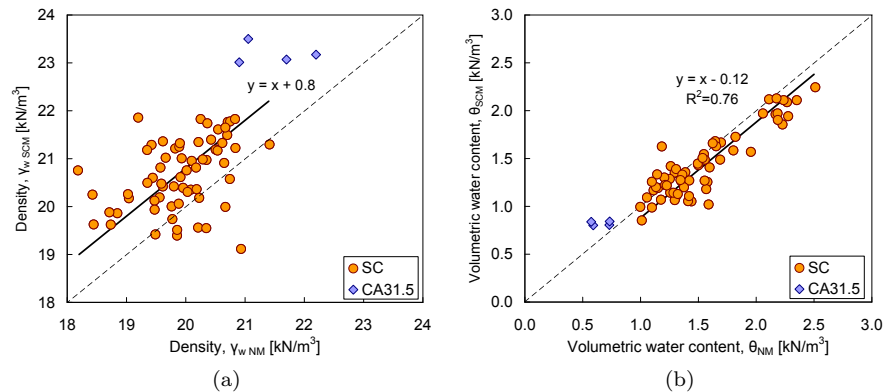 24
23
22
21
20
19
18
18
19
20
21
22
23
24
Density, γw SCM [kN/m³]
Density, γw NM [kN/m³]
y = x + 0.8
SC
CA31.5
(a)
3.0
2.5
2.0
1.5
1.0
0.5
0.0
0.0
0.5
1.0
1.5
2.0
2.5
3.0
Volumetric water content, θSCM [kN/m³]
Volumetric water content, θNM [kN/m³]
y = x - 0.12
R²=0.76
SC
CA31.5
(b)